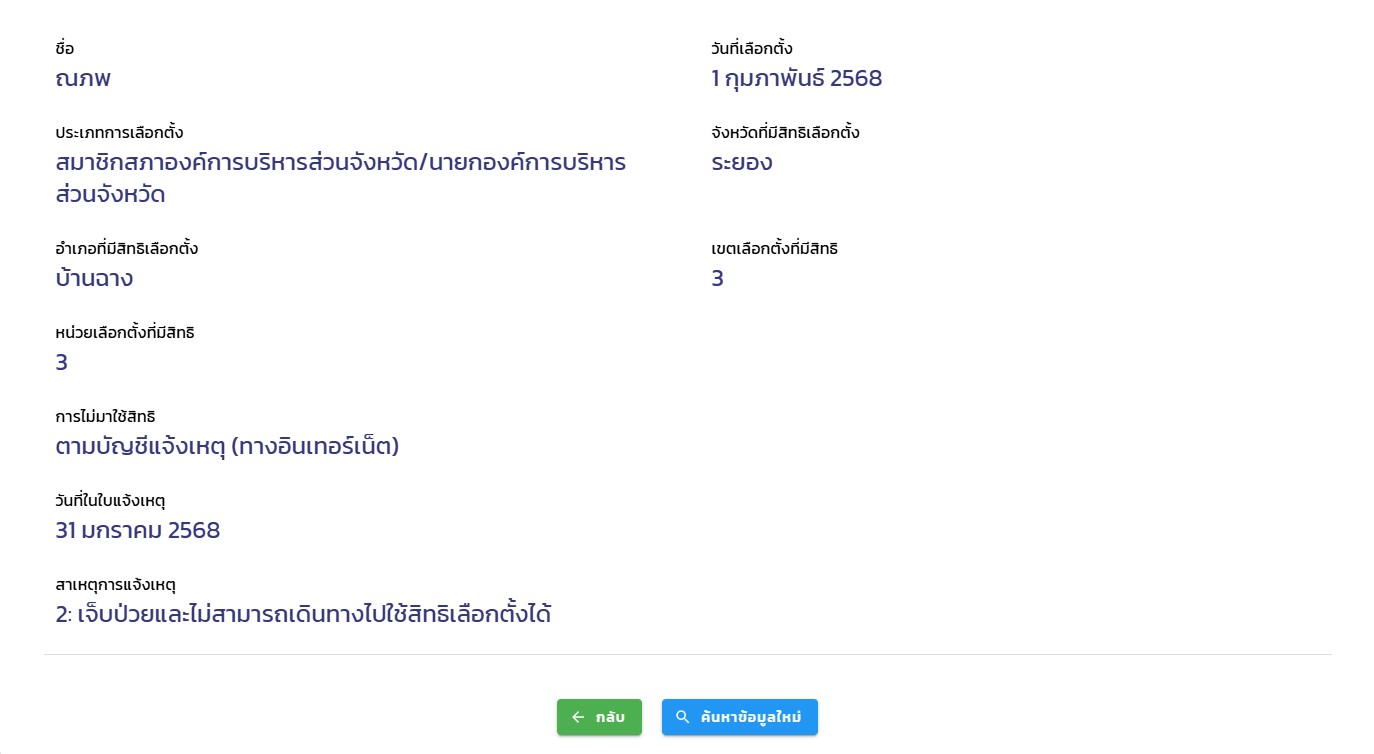 ชื่อ
ณภพ
วันที่เลือกตั้ง
1 กุมภาพันธ์ 2568
ประเภทการเลือกตั้ง
สมาชิกสภาองค์การบริหารส่วนจังหวัด/นายกองค์การบริหาร
ส่วนจังหวัด
จังหวัดที่มีสิทธิเลือกตั้ง
ระยอง
อำเภอที่มีสิทธิเลือกตั้ง
บ้านฉาง
เขตเลือกตั้งที่มีสิทธิ
3
หน่วยเลือกตั้งที่มีสิทธิ
3
การไม่มาใช้สิทธิ
ตามบัญชีแจ้งเหตุ (ทางอินเทอร์เน็ต)
วันที่ในใบแจ้งเหตุ
31 มกราคม 2568
สาเหตุการแจ้งเหตุ
2: เจ็บป่วยและไม่สามารถเดินทางไปใช้สิทธิเลือกตั้งได้
กลับ
ค้นหาข้อมูลใหม่